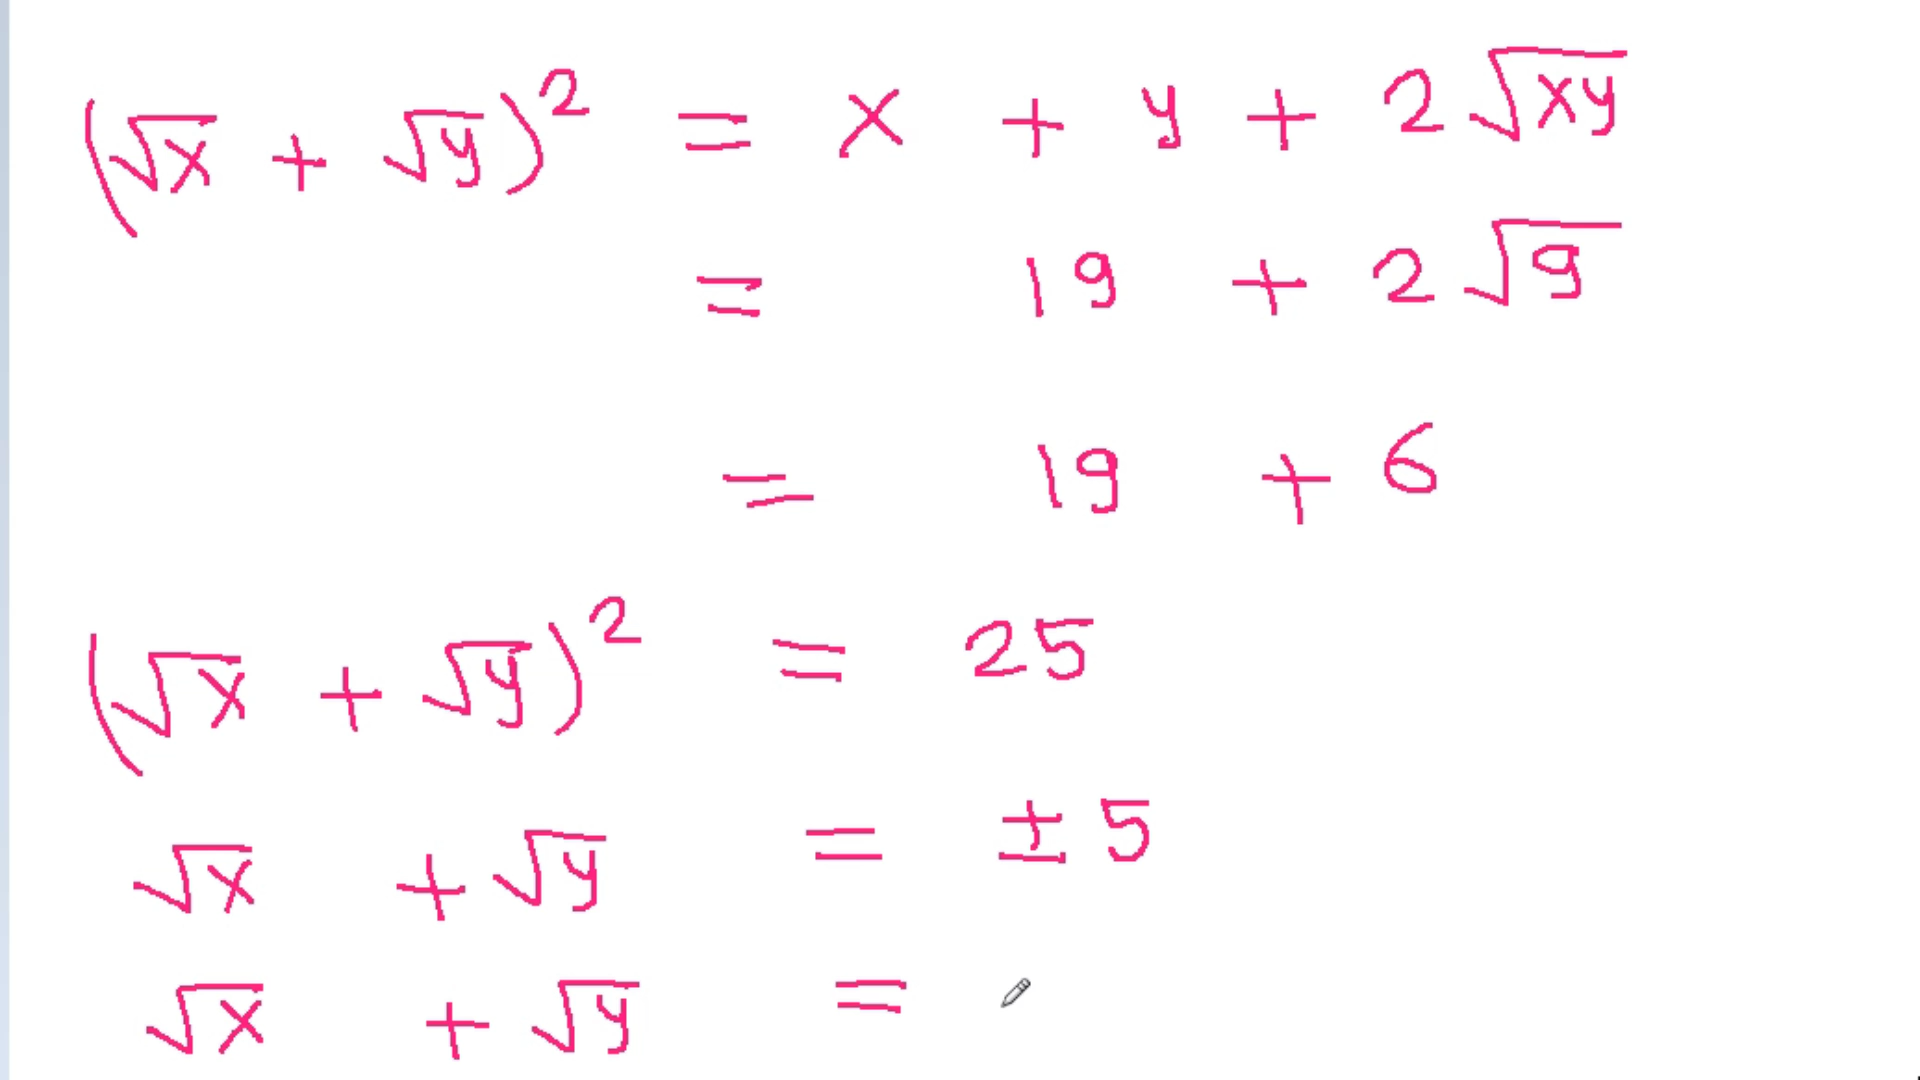 (√x + √y)² = x + y + 2√xy
= 19 + 2√9
= 19 + 6
(√x + √y)² = 25
√x + √y = ± 5
√x + √y =